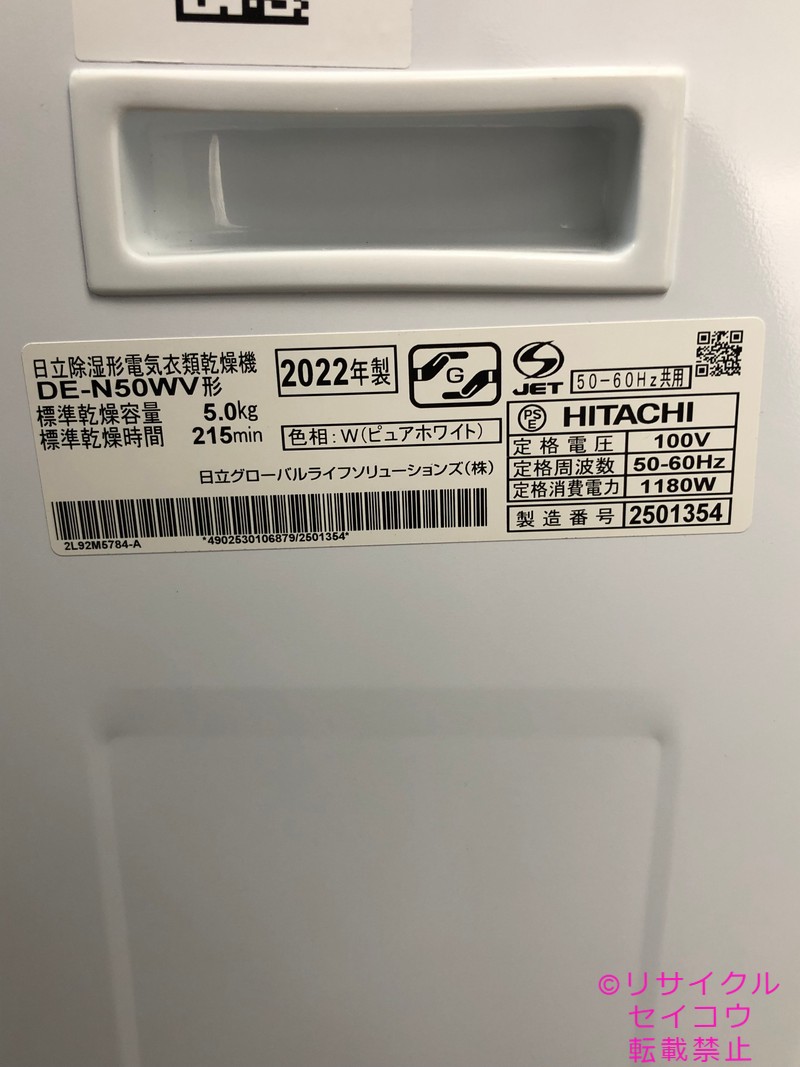 日立除湿形電気衣類乾燥機
DE-N50WV形
標準乾燥容量 5.0kg
標準乾燥時間 215min
2022年製
G
JET
50-60Hz共用
色相:W(ピュアホワイト)
日立グローバルライフソリューションズ(株)
PS
E
HITACHI
定格電圧 100V
定格周波数 50-60Hz
定格消費電力 1180W
製造番号 2501354
2L92M5784-A
*4902530106879/2501354*
©リサイクル
セイコウ
転載禁止